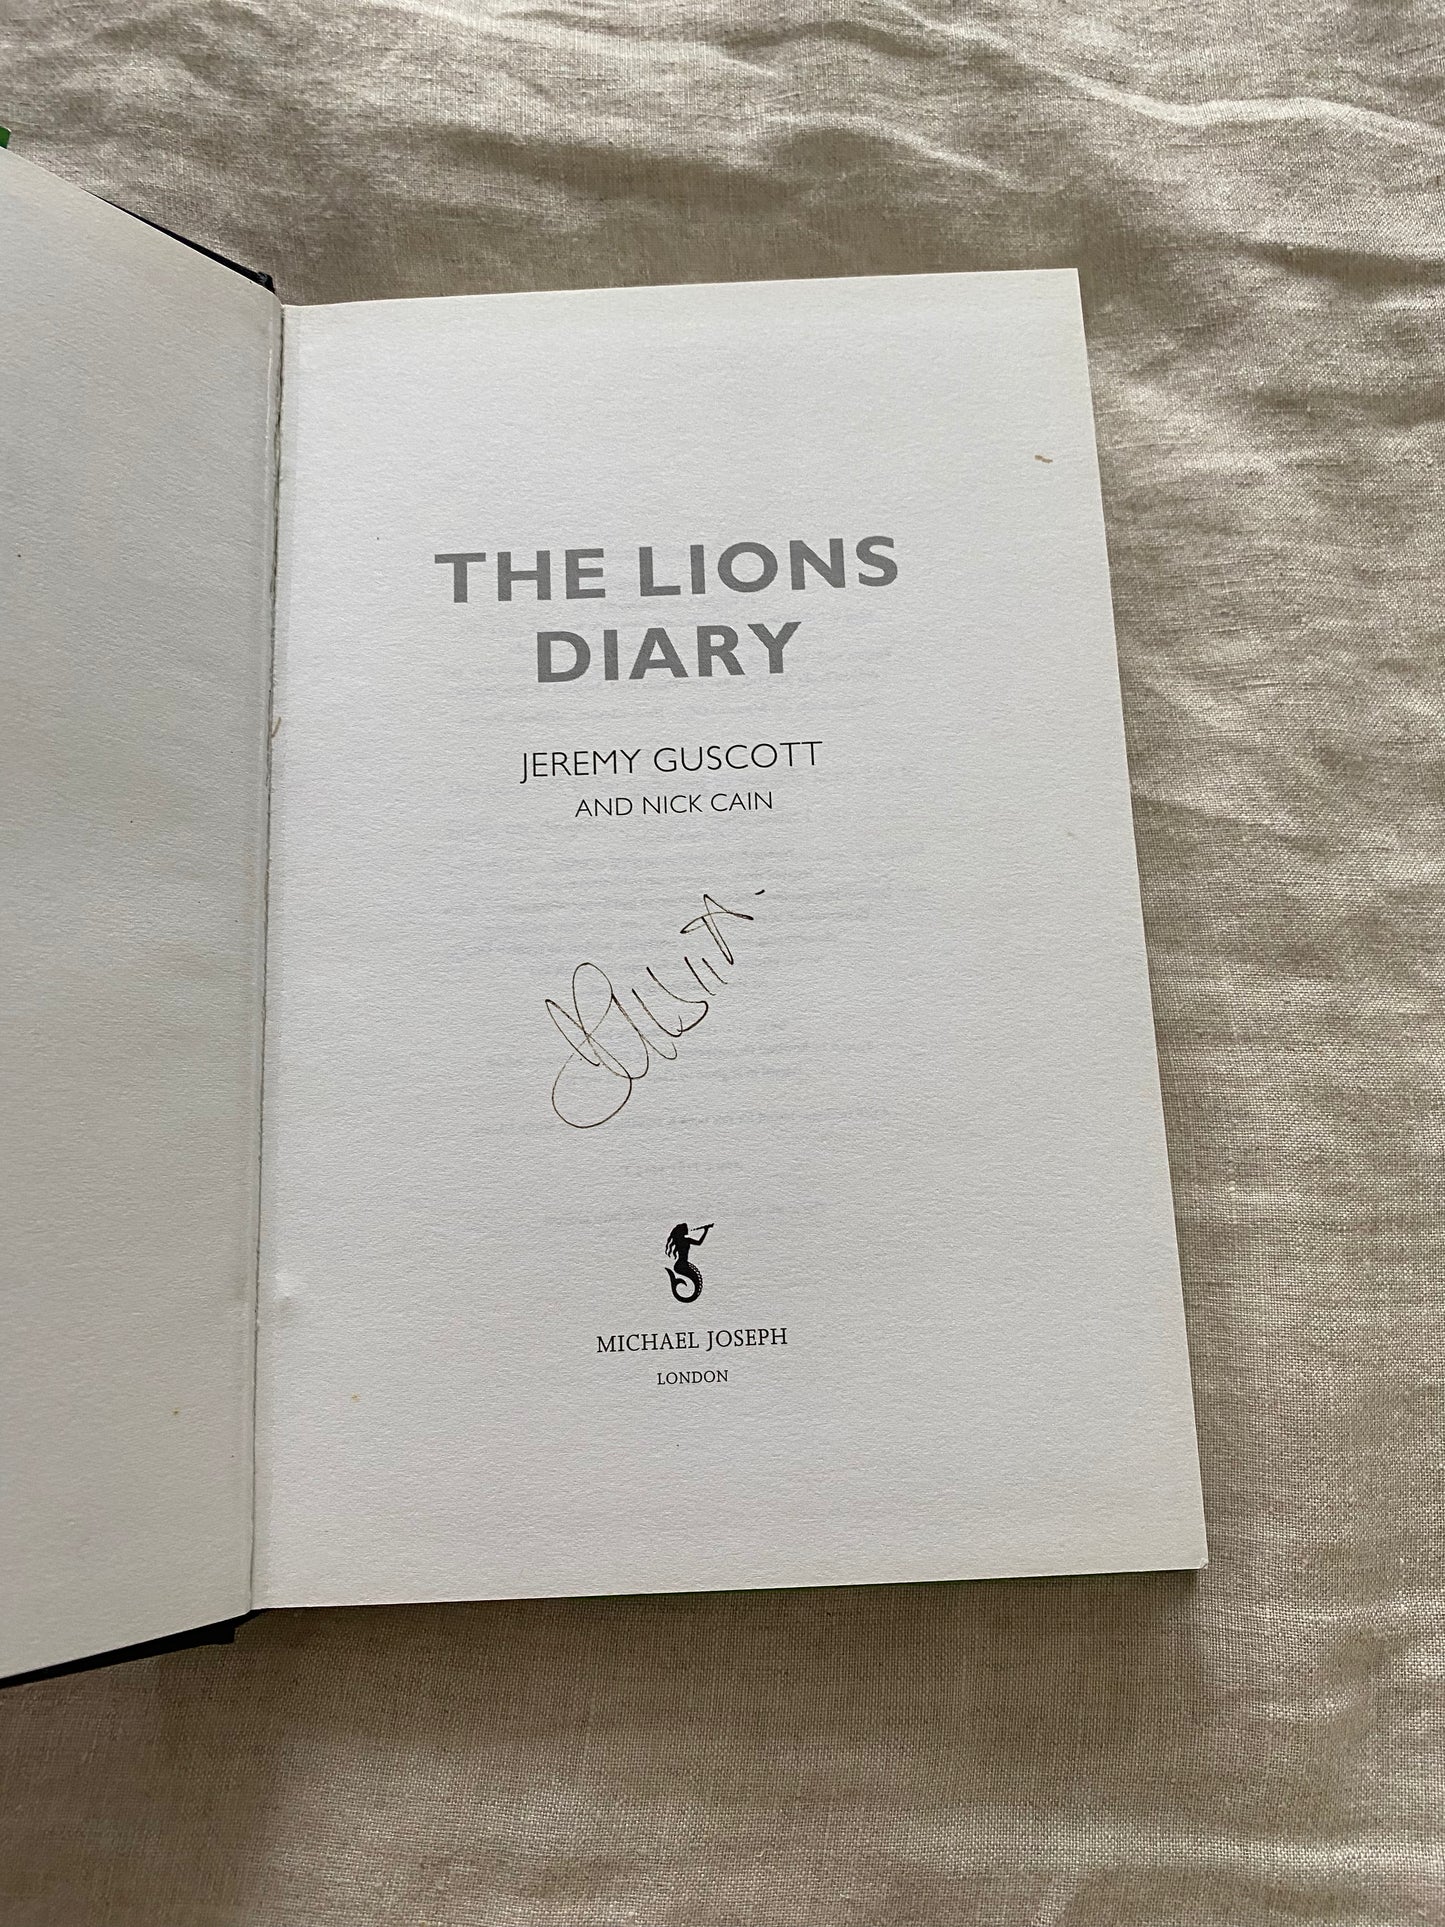 THE LIONS
DIARY
JEREMY GUSCOTT
AND NICK CAIN
MICHAEL JOSEPH
LONDON